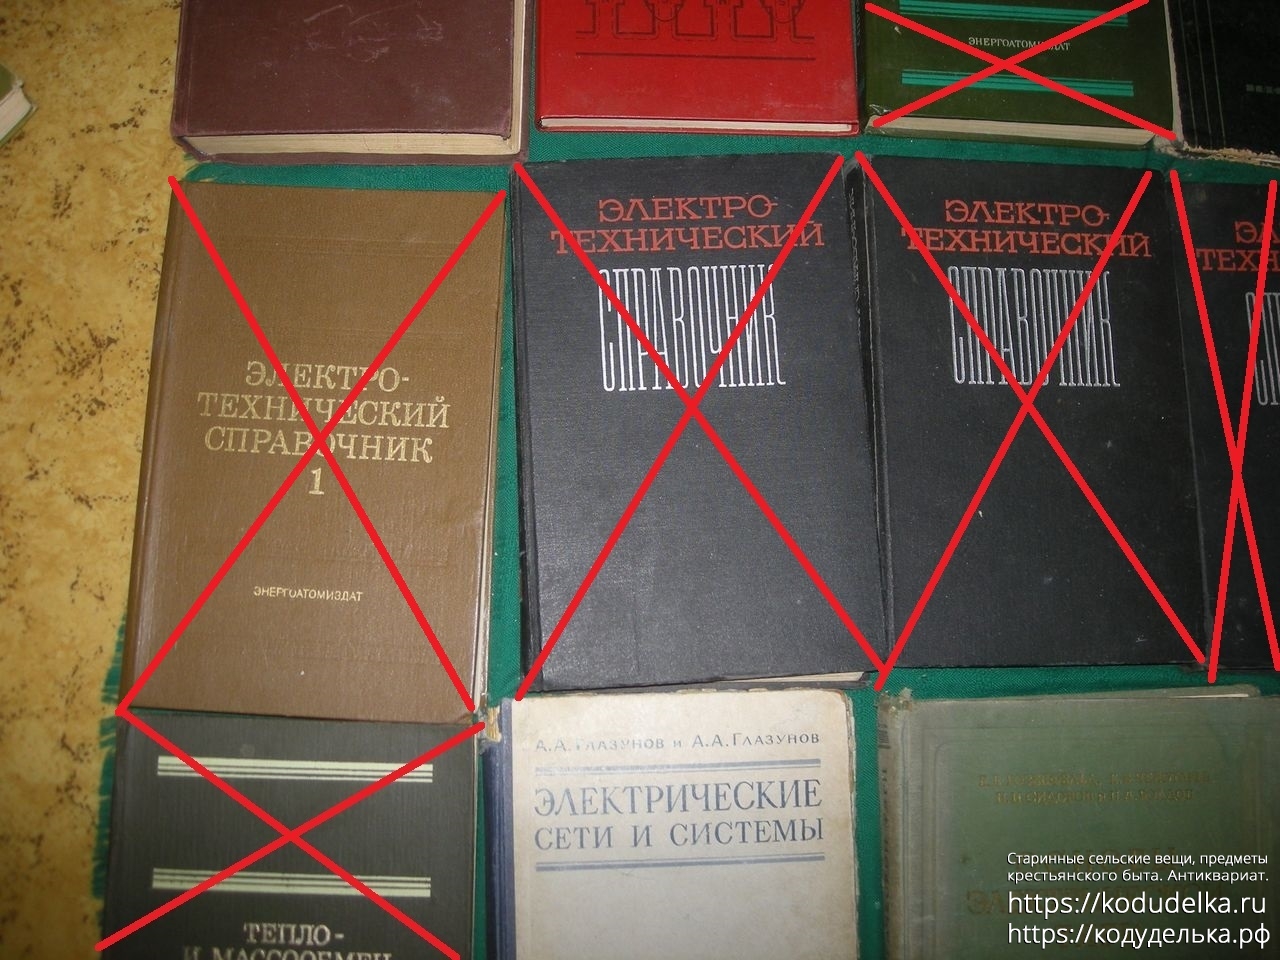 ЭНЕРГОАТОМИЗДАТ
ЭЛЕКТРО-
ТЕХНИЧЕСКИЙ
СПРАВОЧНИК
1
ЭНЕРГОАТОМИЗДАТ
ЭЛЕКТРО-
ТЕХНИЧЕСКИЙ
СПРАВОЧНИК
ЭЛЕКТРО-
ТЕХНИЧЕСКИЙ
СПРАВОЧНИК
ТЕПЛО-
И МАССООБМЕН
А.А.ГЛАЗУНОВ И А.А.ГЛАЗУНОВ
ЭЛЕКТРИЧЕСКИЕ
СЕТИ И СИСТЕМЫ
Старинные сельские вещи, предметы
крестьянского быта. Антиквариат.
https://kodudelka.ru
https://кодуделька.рф